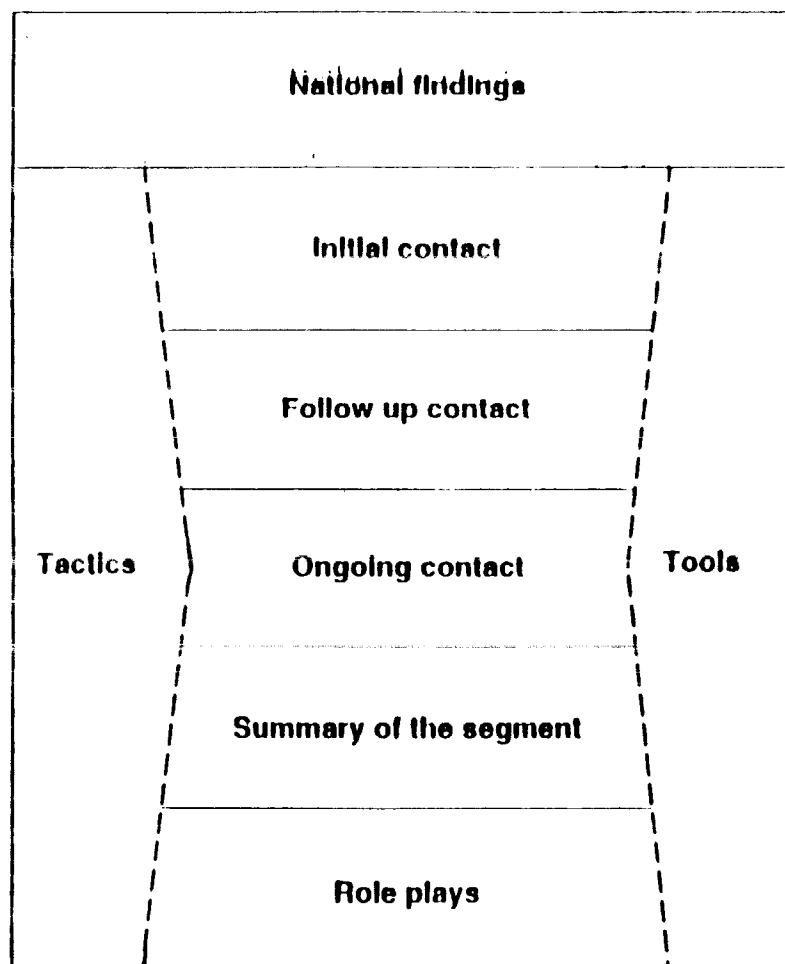 National findings
Initial contact
Follow up contact
Tactics
Ongoing contact
Tools
Summary of the segment
Role plays